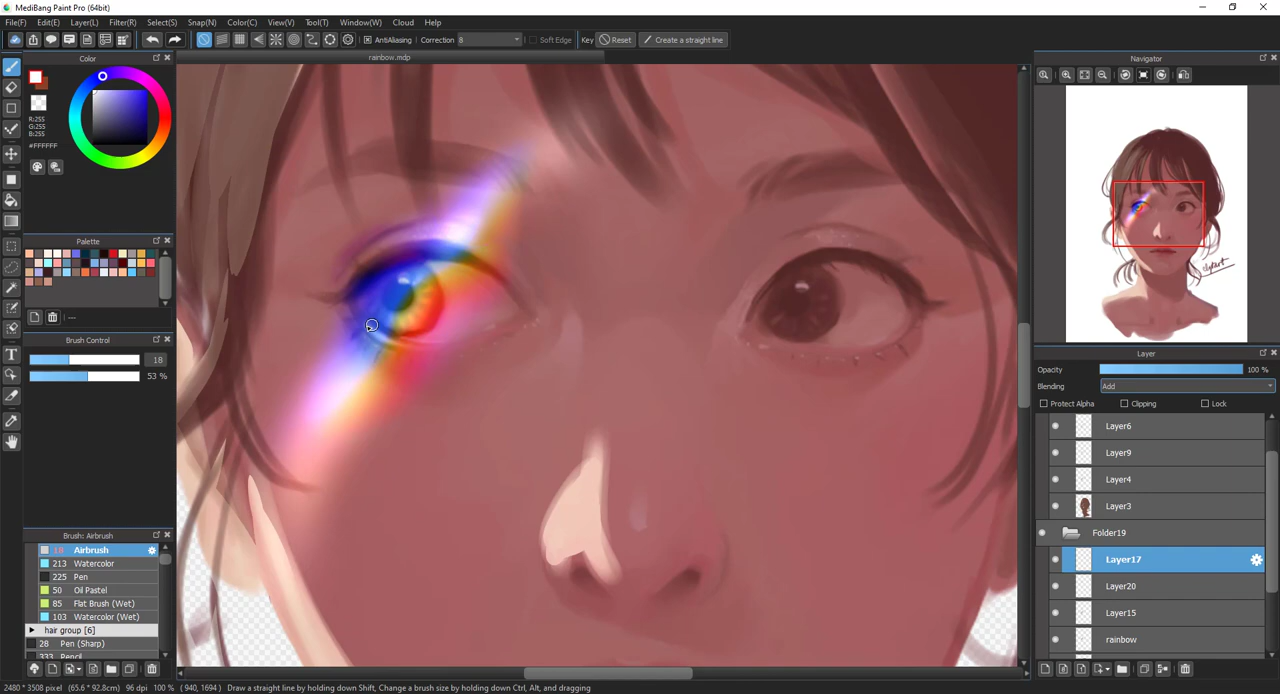 MediBang Paint Pro (64bit)
File(F) Edit(E) Layer(L) Filter(R) Select(S) Snap(N) Color(C) View(V) Tool(T) Window(W) Cloud Help
AntiAliasing Correction 8 Soft Edge Key Reset Create a straight line
Color
rainbow.mdp
R:255
G:255
B:255
#FFFFFF
Palette
---
Brush Control
18
53 %
Brush: Airbrush
18 Airbrush
213 Watercolor
225 Pen
50 Oil Pastel
85 Flat Brush (Wet)
103 Watercolor (Wet)
hair group [6]
28 Pen (Sharp)
333 Pencil
Navigator
Layer
Opacity 100 %
Blending Add
Protect Alpha Clipping Lock
Layer6
Layer9
Layer4
Layer3
Folder19
Layer17
Layer20
Layer15
rainbow
2480 * 3508 pixel (65.6 * 92.8cm) 96 dpi 100 % ( 940, 1694 ) Draw a straight line by holding down Shift, Change a brush size by holding down Ctrl, Alt, and dragging